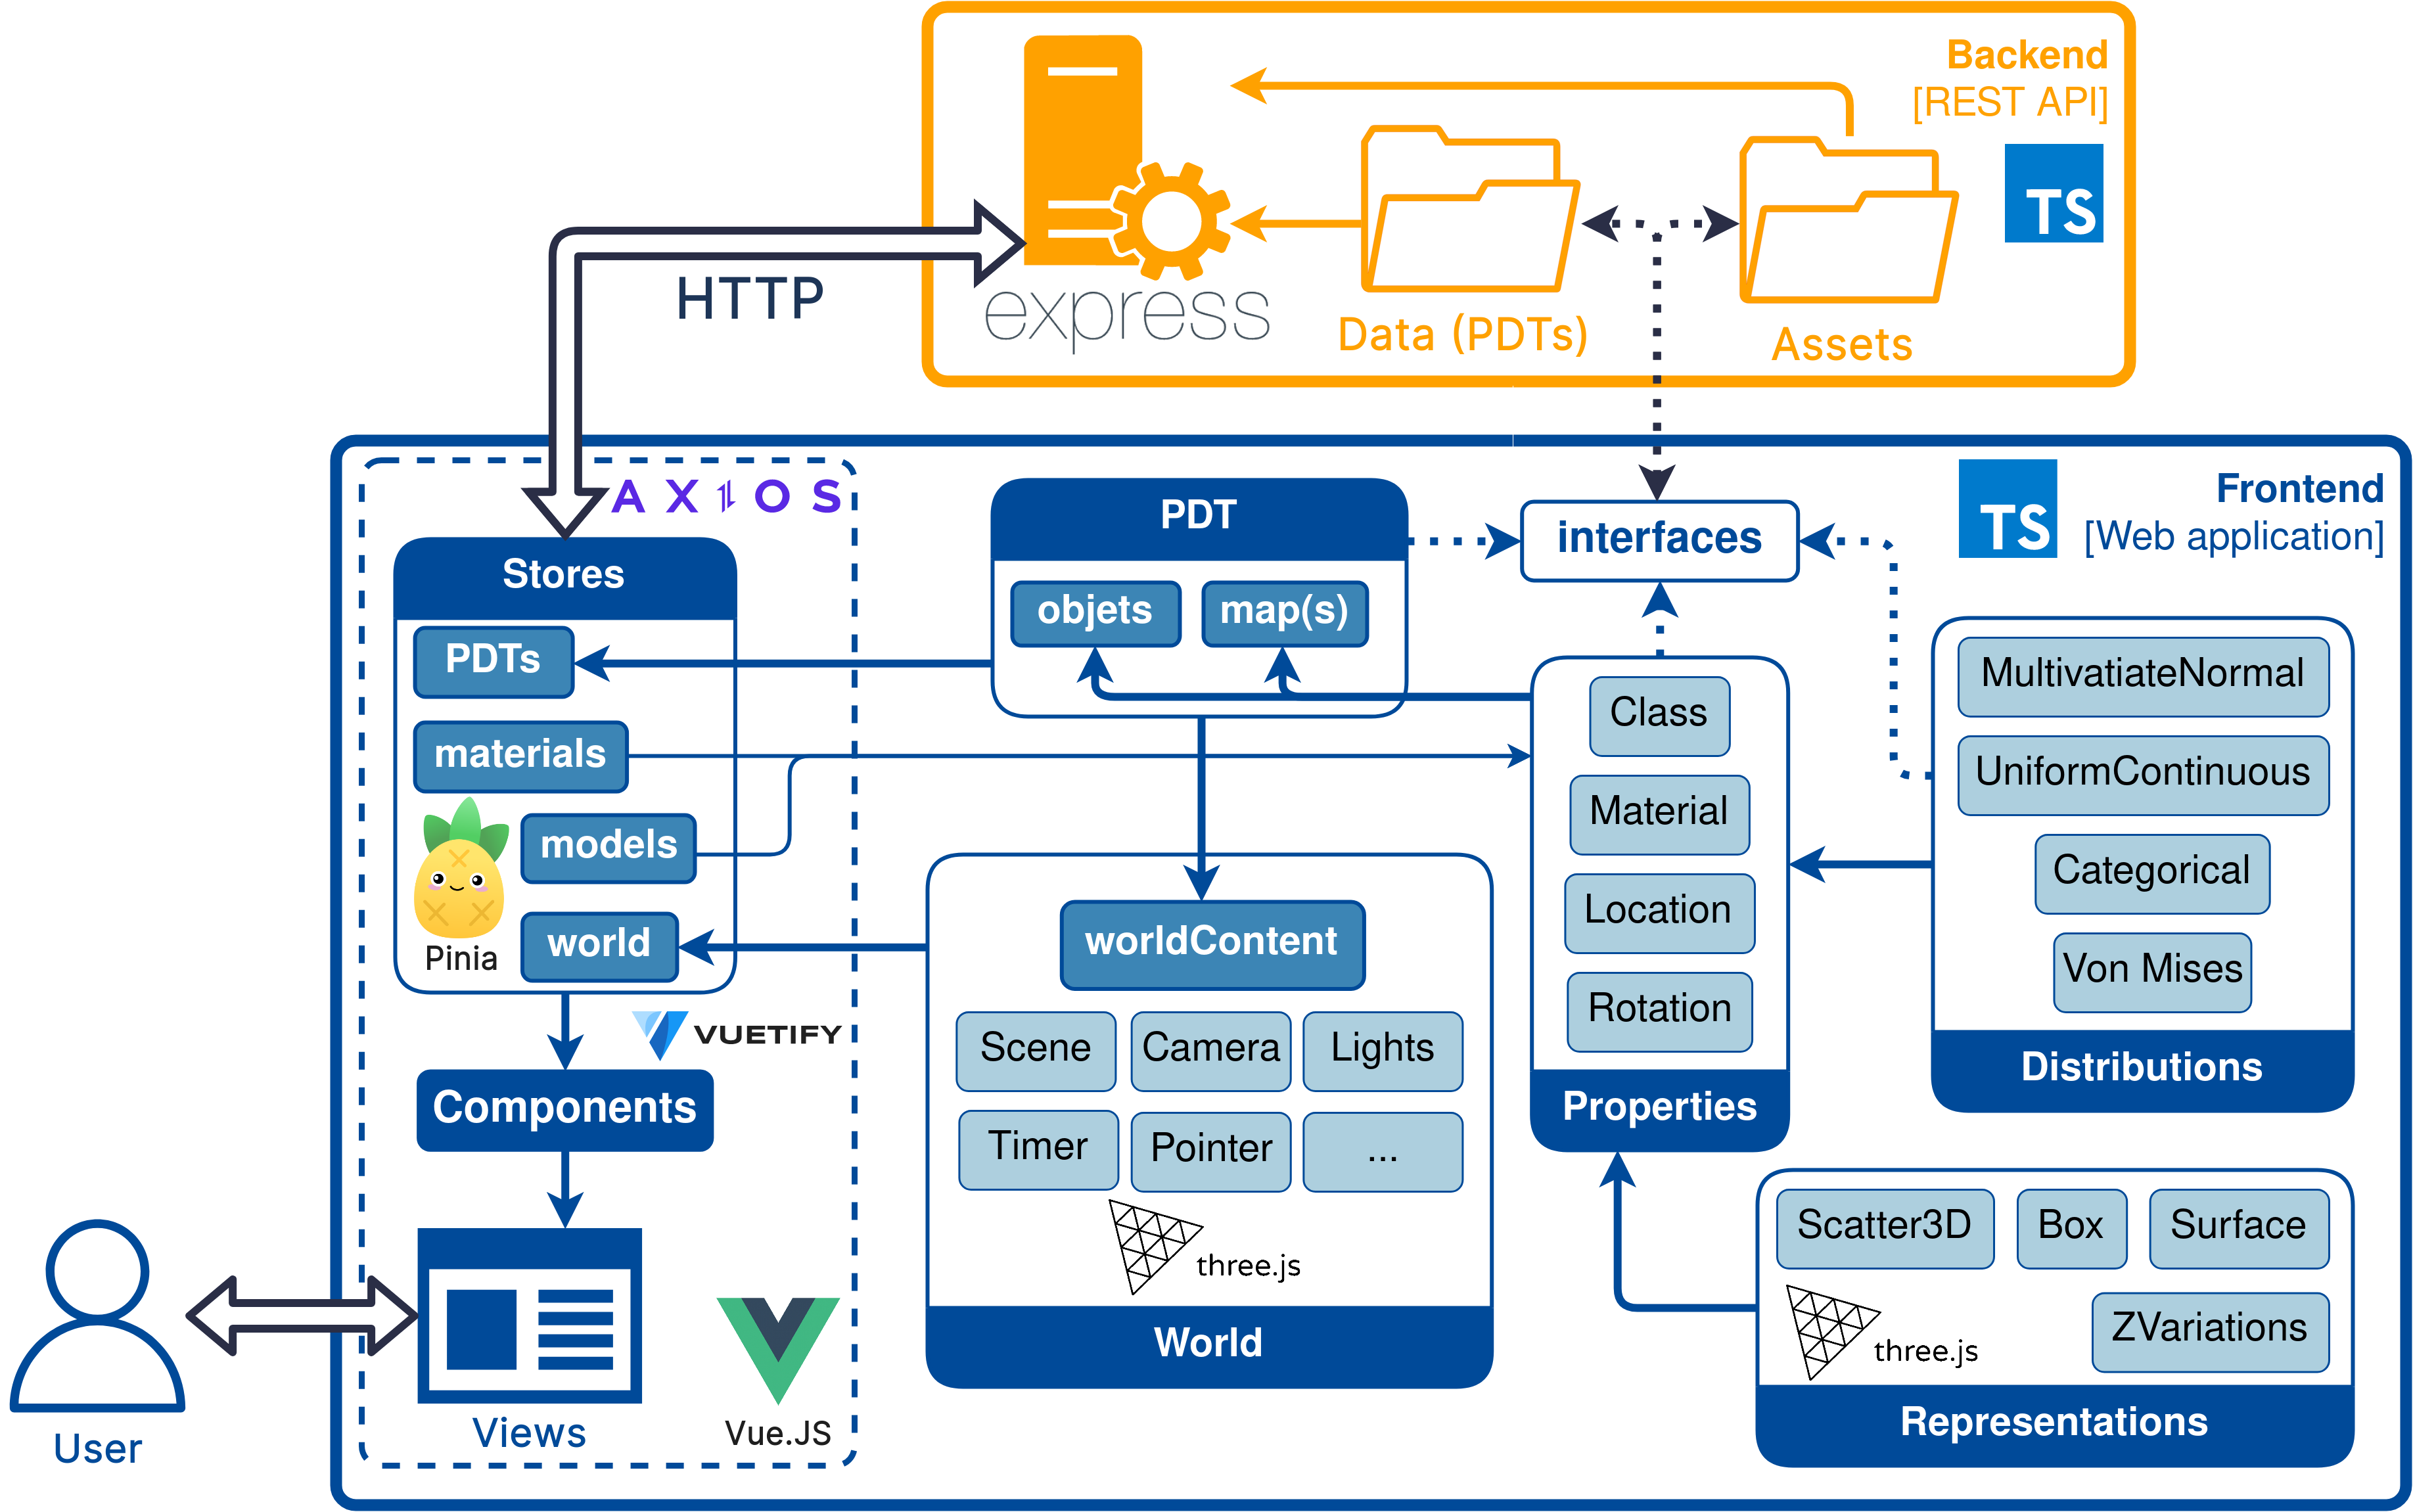 Backend
[REST API]
TS
express
Data (PDTs)
Assets
HTTP
AXIOS
TS
Frontend
[Web application]
Stores
PDTs
materials
models
world
Pinia
VUETIFY
Components
Views
Vue.JS
User
PDT
objets
map(s)
interfaces
worldContent
Scene
Camera
Lights
Timer
Pointer
...
three.js
World
Class
Material
Location
Rotation
Properties
MultivatiateNormal
UniformContinuous
Categorical
Von Mises
Distributions
Scatter3D
Box
Surface
three.js
ZVariations
Representations